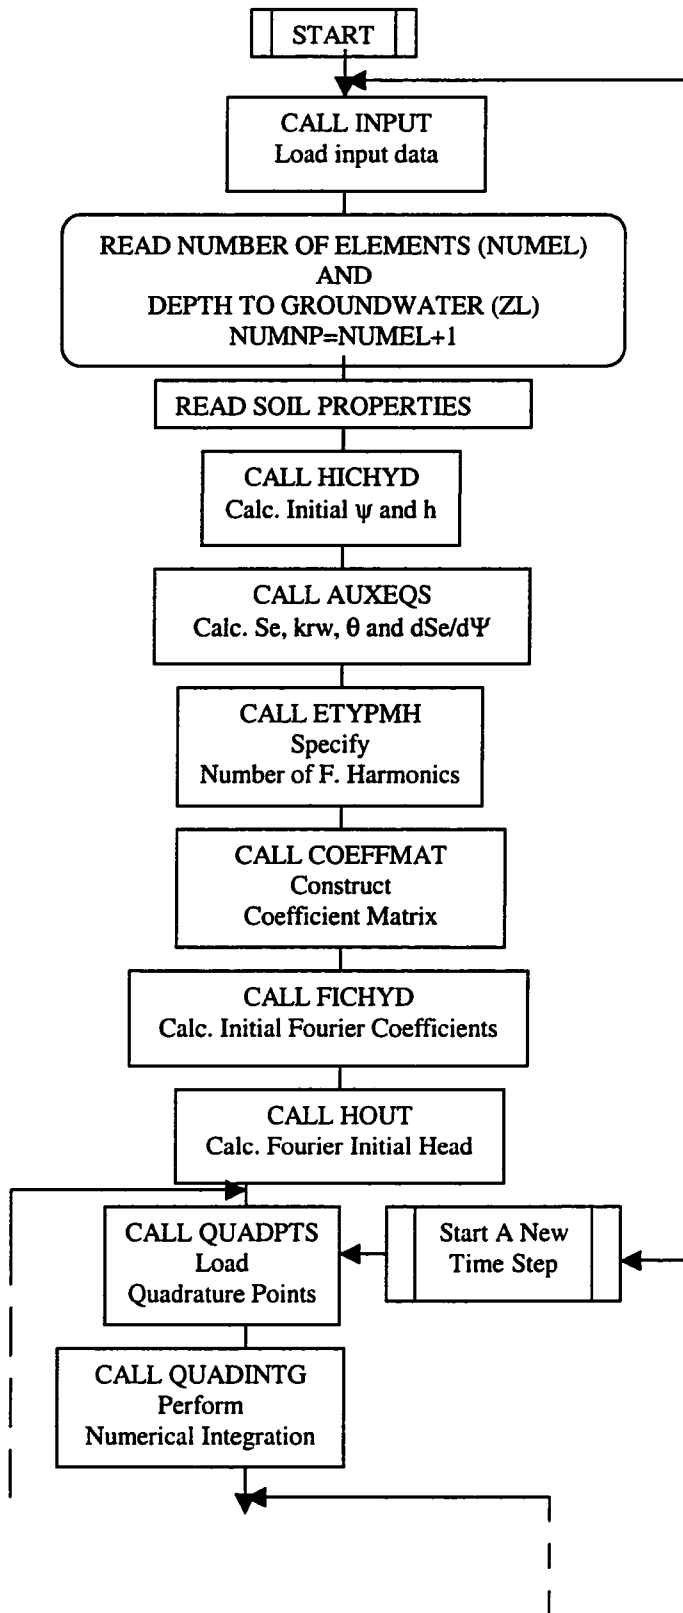 START
CALL INPUT
Load input data
READ NUMBER OF ELEMENTS (NUMEL)
AND
DEPTH TO GROUNDWATER (ZL)
NUMNP=NUMEL+1
READ SOIL PROPERTIES
CALL HICHYD
Calc. Initial ψ and h
CALL AUXEQS
Calc. Se, krw, θ and dSe/dΨ
CALL ETYPMH
Specify
Number of F. Harmonics
CALL COEFFMAT
Construct
Coefficient Matrix
CALL FICHYD
Calc. Initial Fourier Coefficients
CALL HOUT
Calc. Fourier Initial Head
CALL QUADPTS
Load
Quadrature Points
Start A New
Time Step
CALL QUADINTG
Perform
Numerical Integration